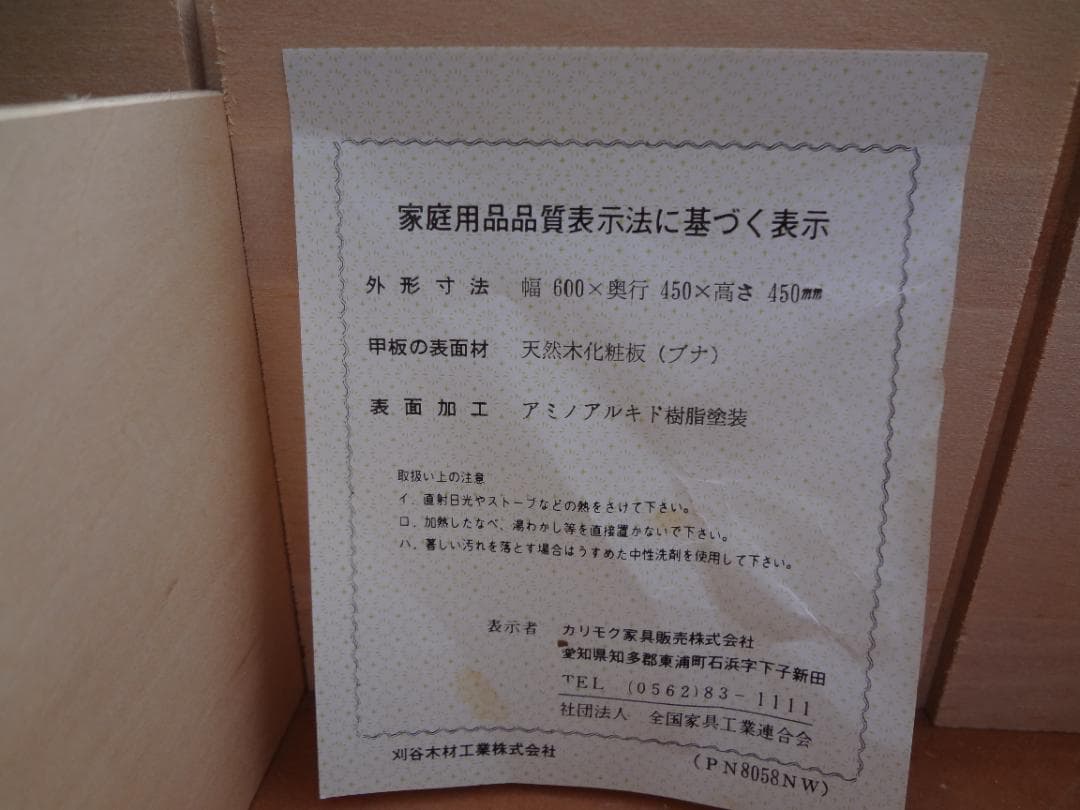 家庭用品品質表示法に基づく表示
外形寸法 幅 600×奥行 450×高さ 450㎜
甲板の表面材 天然木化粧板（ブナ）
表面加工 アミノアルキド樹脂塗装
取扱い上の注意
イ．直射日光やストーブなどの熱をさけて下さい。
ロ．加熱したなべ、湯わかし等を直接置かないで下さい。
ハ．著しい汚れを落とす場合はうすめた中性洗剤を使用して下さい。
表示者 カリモク家具販売株式会社
愛知県知多郡東浦町石浜字下子新田
TEL (0562)83－1111
社団法人 全国家具工業連合会
刈谷木材工業株式会社 (PN8058NW)